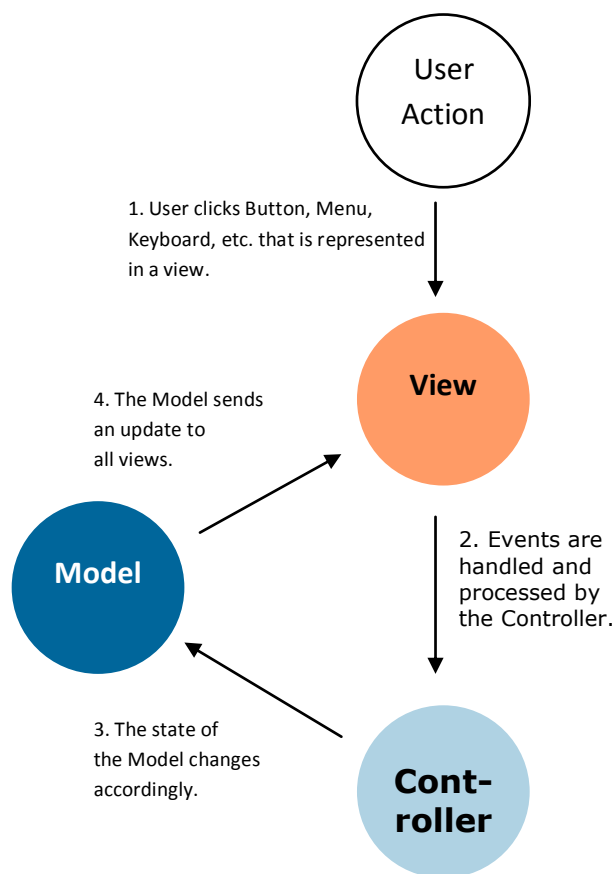 User
Action
1. User clicks Button, Menu,
Keyboard, etc. that is represented
in a view.
View
4. The Model sends
an update to
all views.
2. Events are
handled and
processed by
the Controller.
Model
3. The state of
the Model changes
accordingly.
Cont-
roller